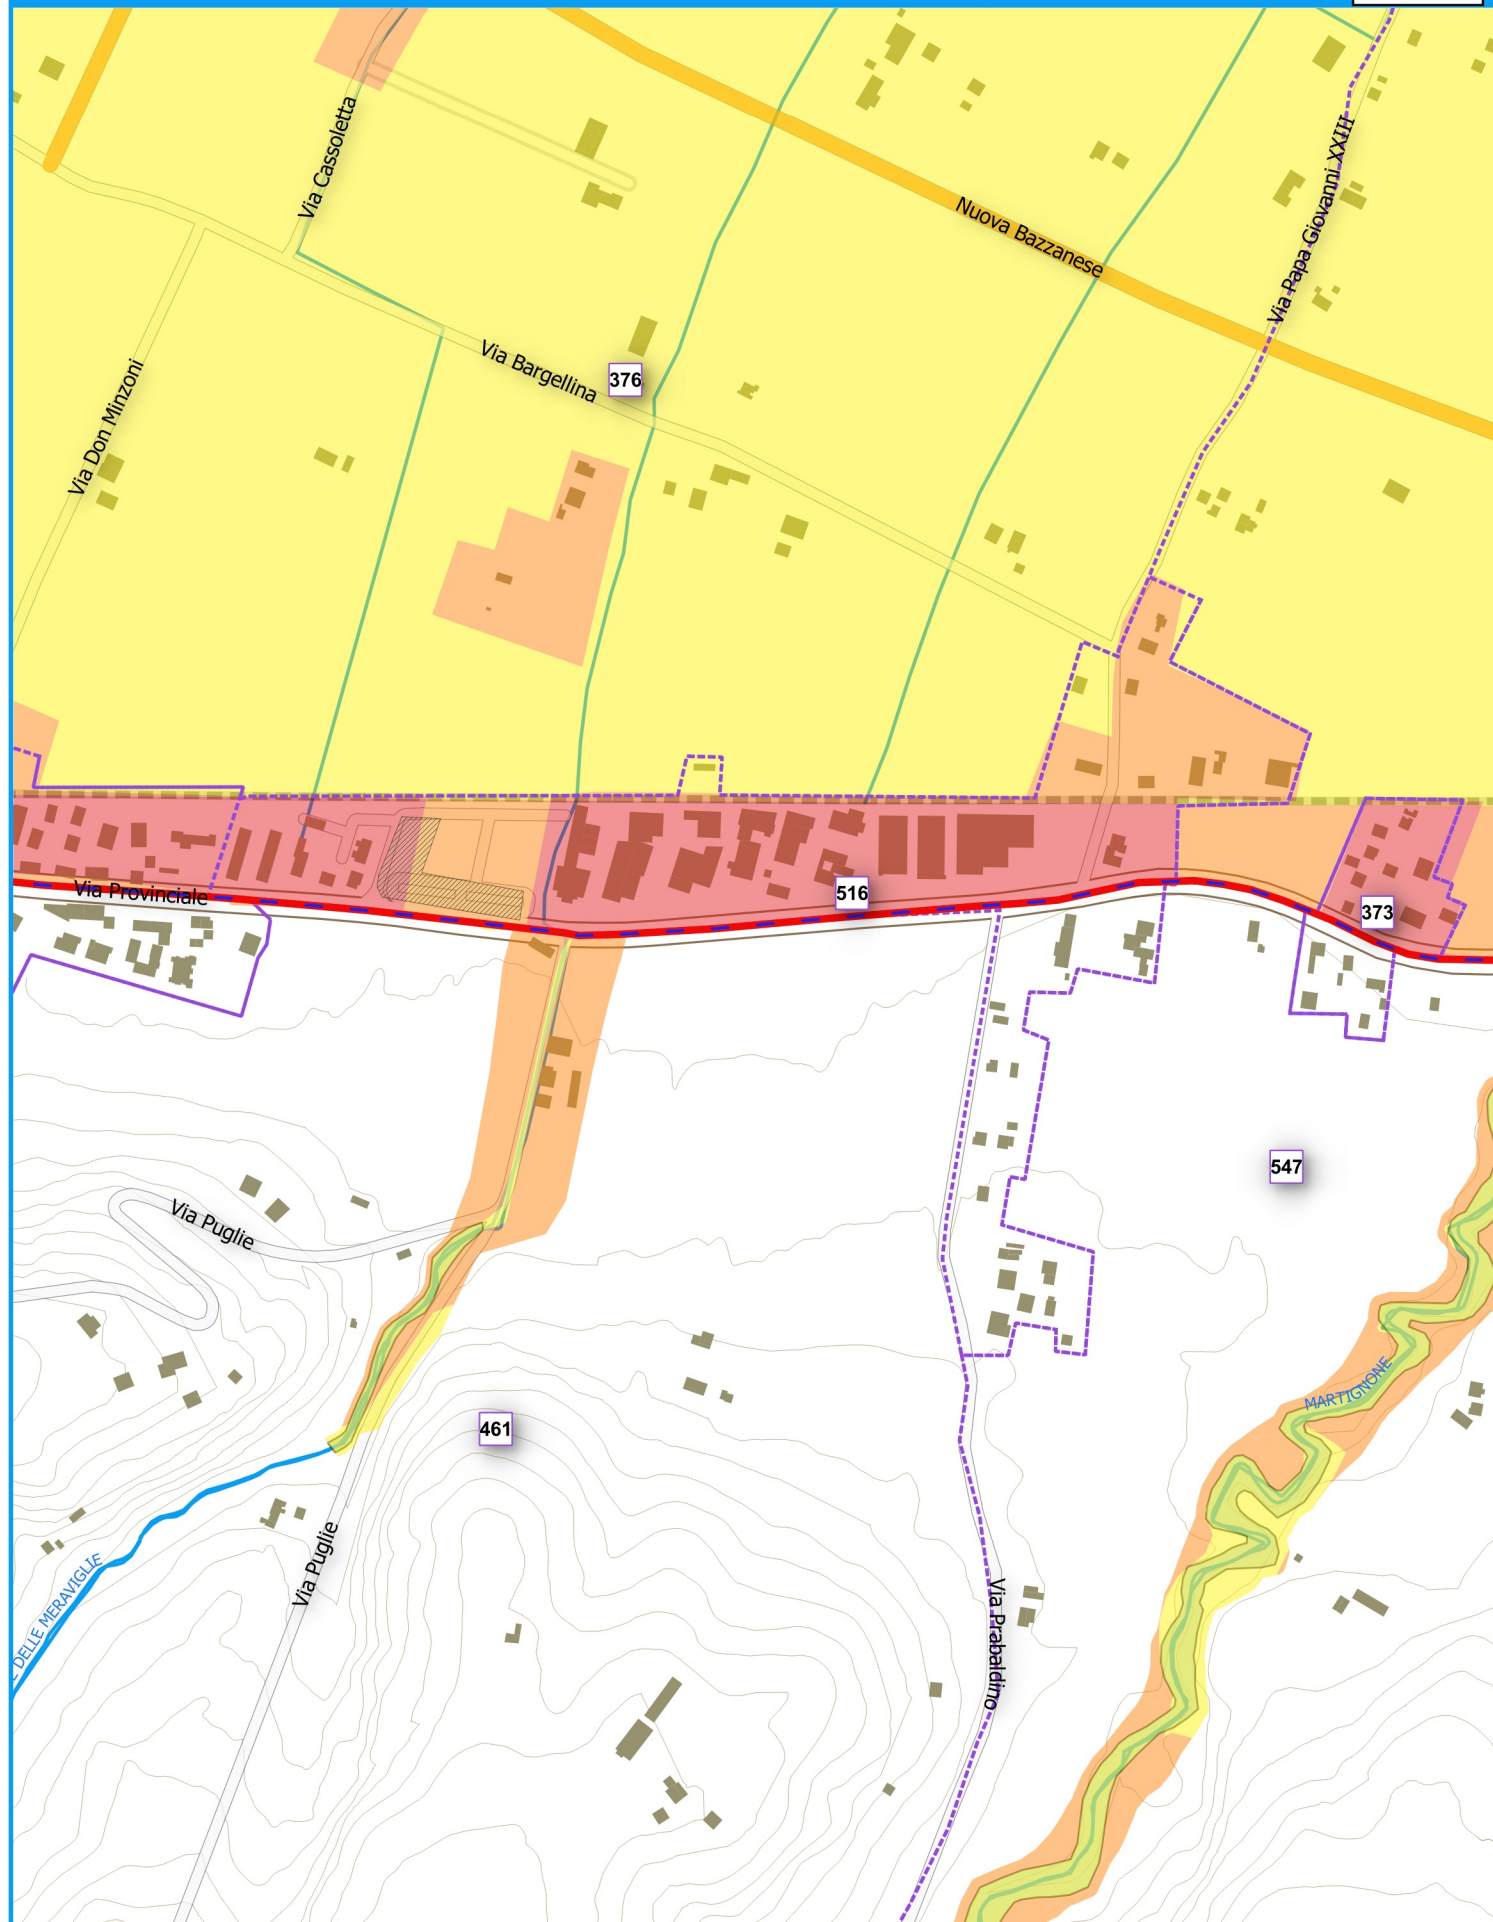 Via Cassoletta
Via Papa Giovanni XXIII
Nuova Bazzanese
Via Bargellina
376
Via Don Minzoni
Via Provinciale
516
373
547
Via Puglie
MARTIGNONE
461
Via Puglie
DELLE MERAVIGLIE
Via Prabaldino